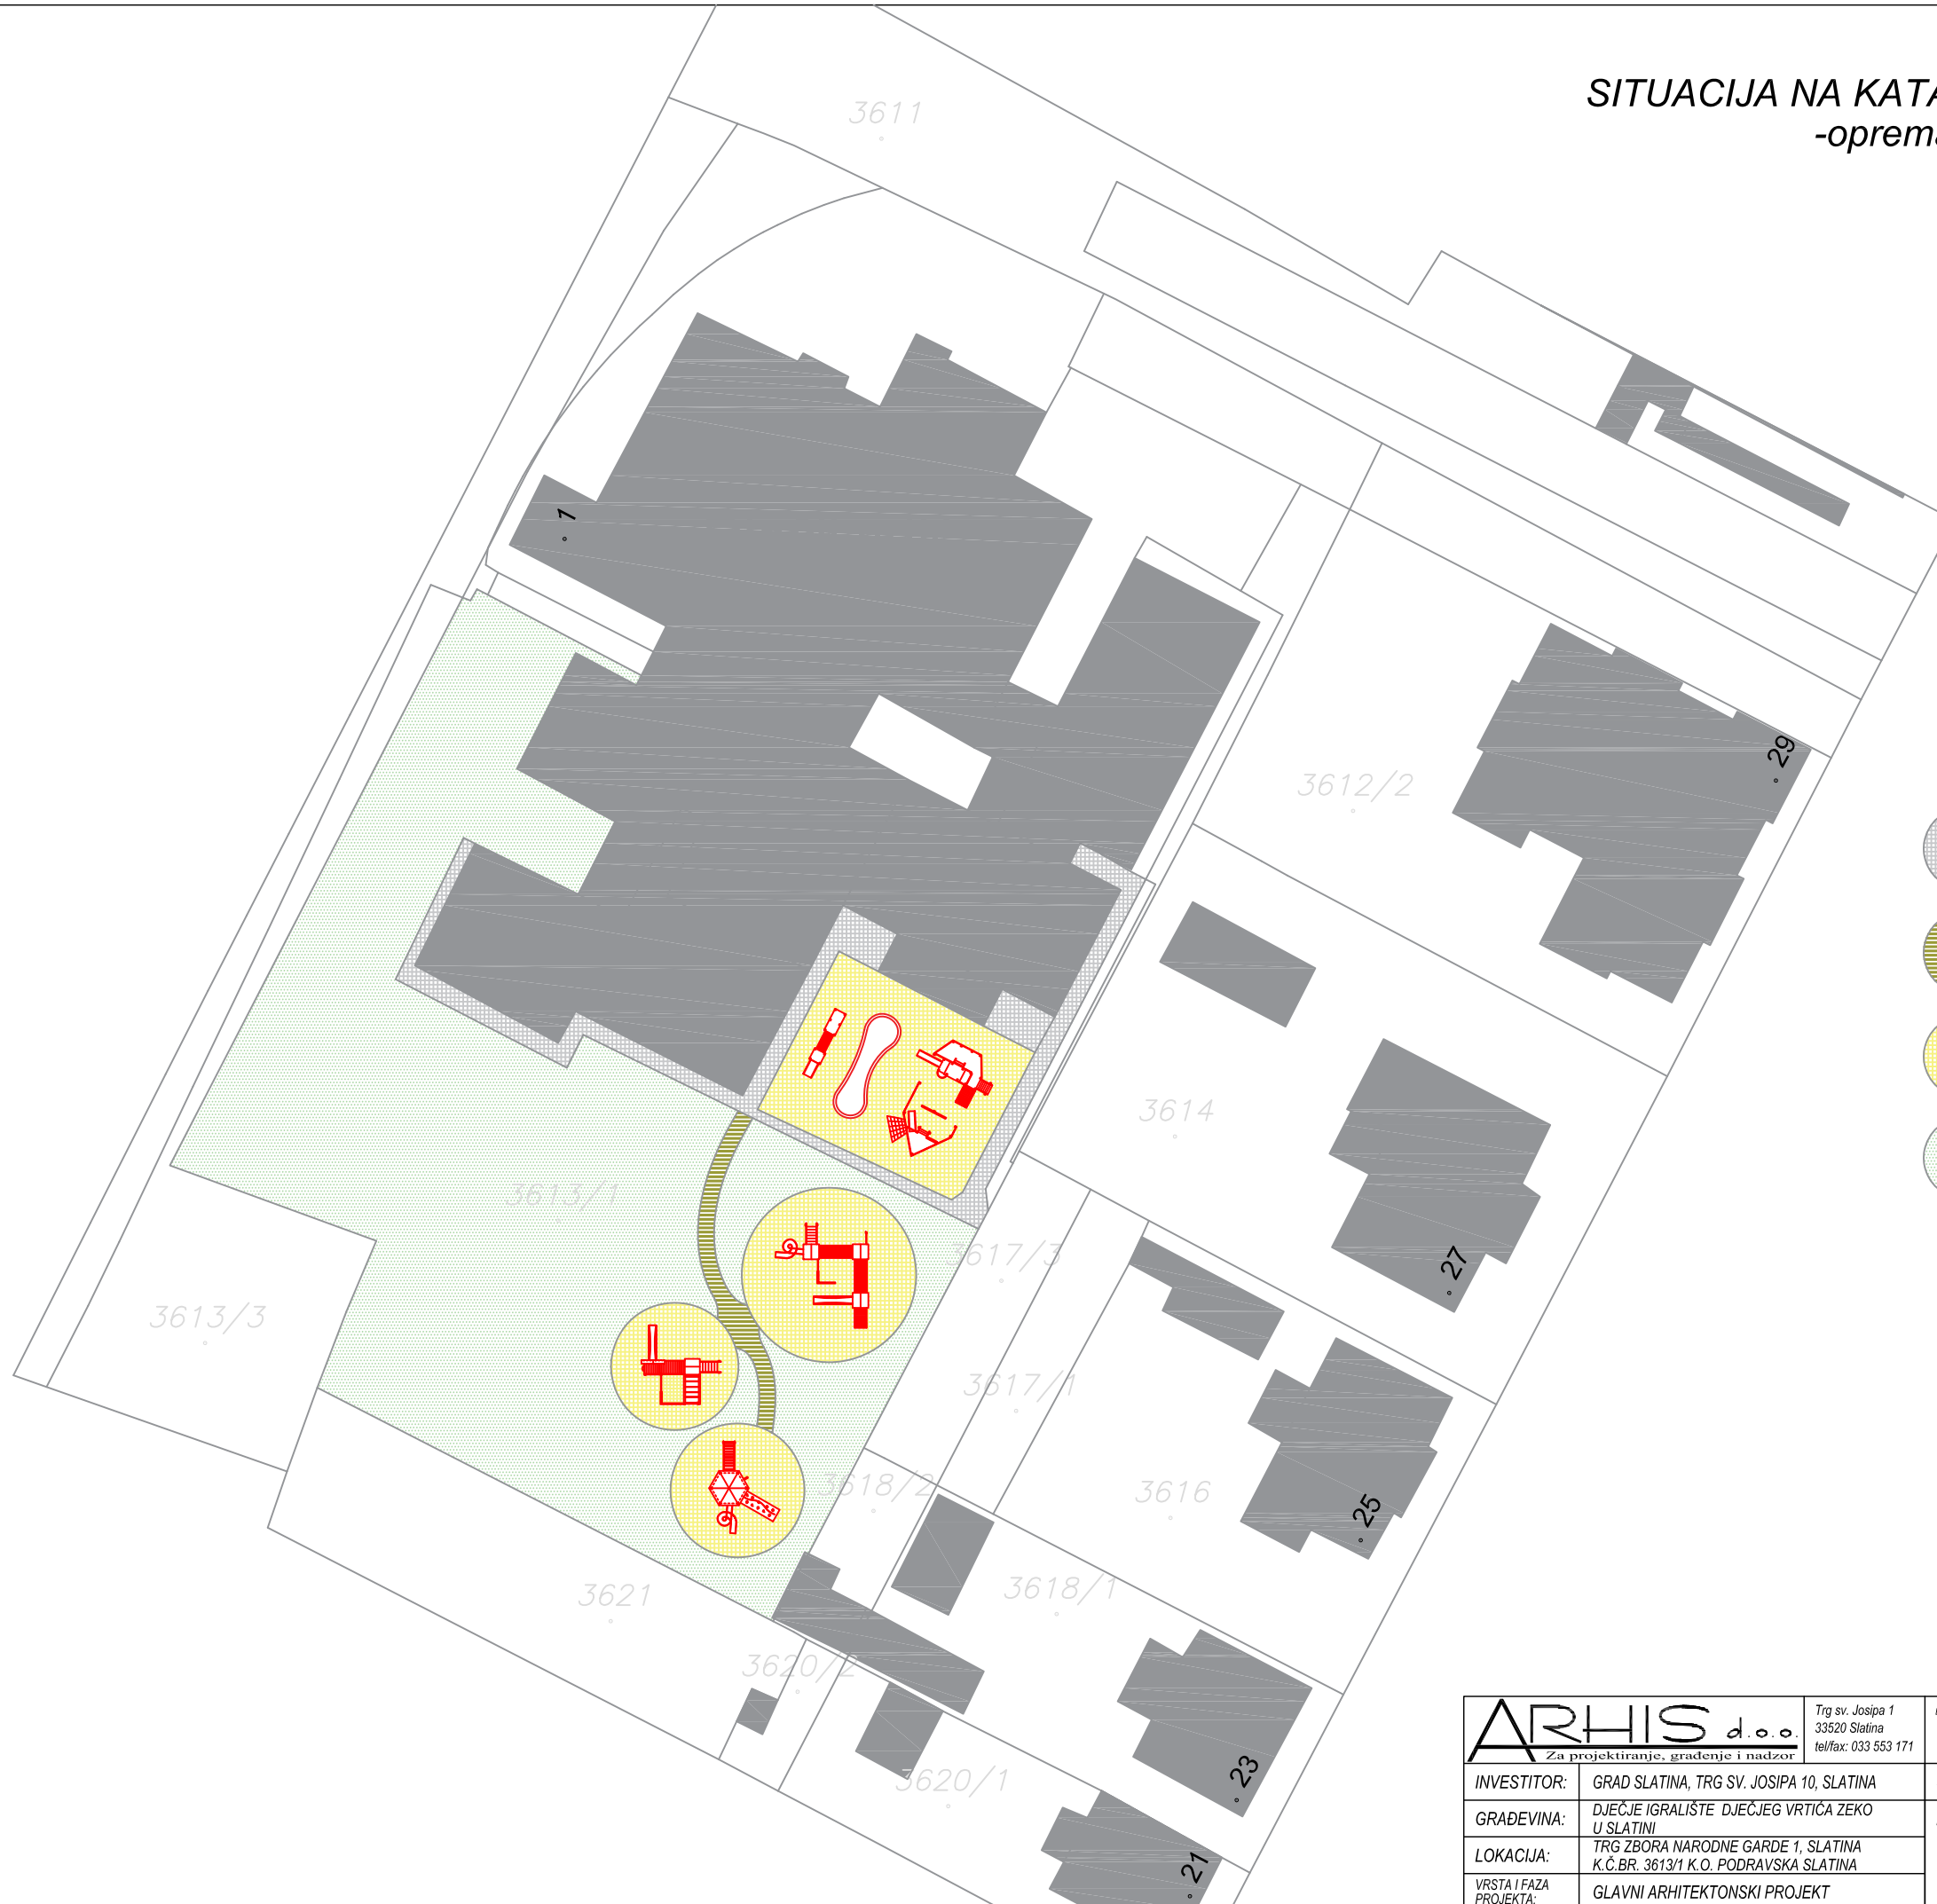 SITUACIJA NA KATA
-oprema
3611
1
29
3612/2
3614
3613/1
3617/3
27
3613/3
3617/1
3618/2
3616
25
3621
3618/1
3620/2
3620/1
23
21
ARHIS d.o.o.
Za projektiranje, građenje i nadzor
Trg sv. Josipa 1
33520 Slatina
tel/fax: 033 553 171
INVESTITOR: GRAD SLATINA, TRG SV. JOSIPA 10, SLATINA
GRAĐEVINA: DJEČJE IGRALIŠTE DJEČJEG VRTIĆA ZEKO
U SLATINI
LOKACIJA: TRG ZBORA NARODNE GARDE 1, SLATINA
K.Č.BR. 3613/1 K.O. PODRAVSKA SLATINA
VRSTA I FAZA
PROJEKTA: GLAVNI ARHITEKTONSKI PROJEKT